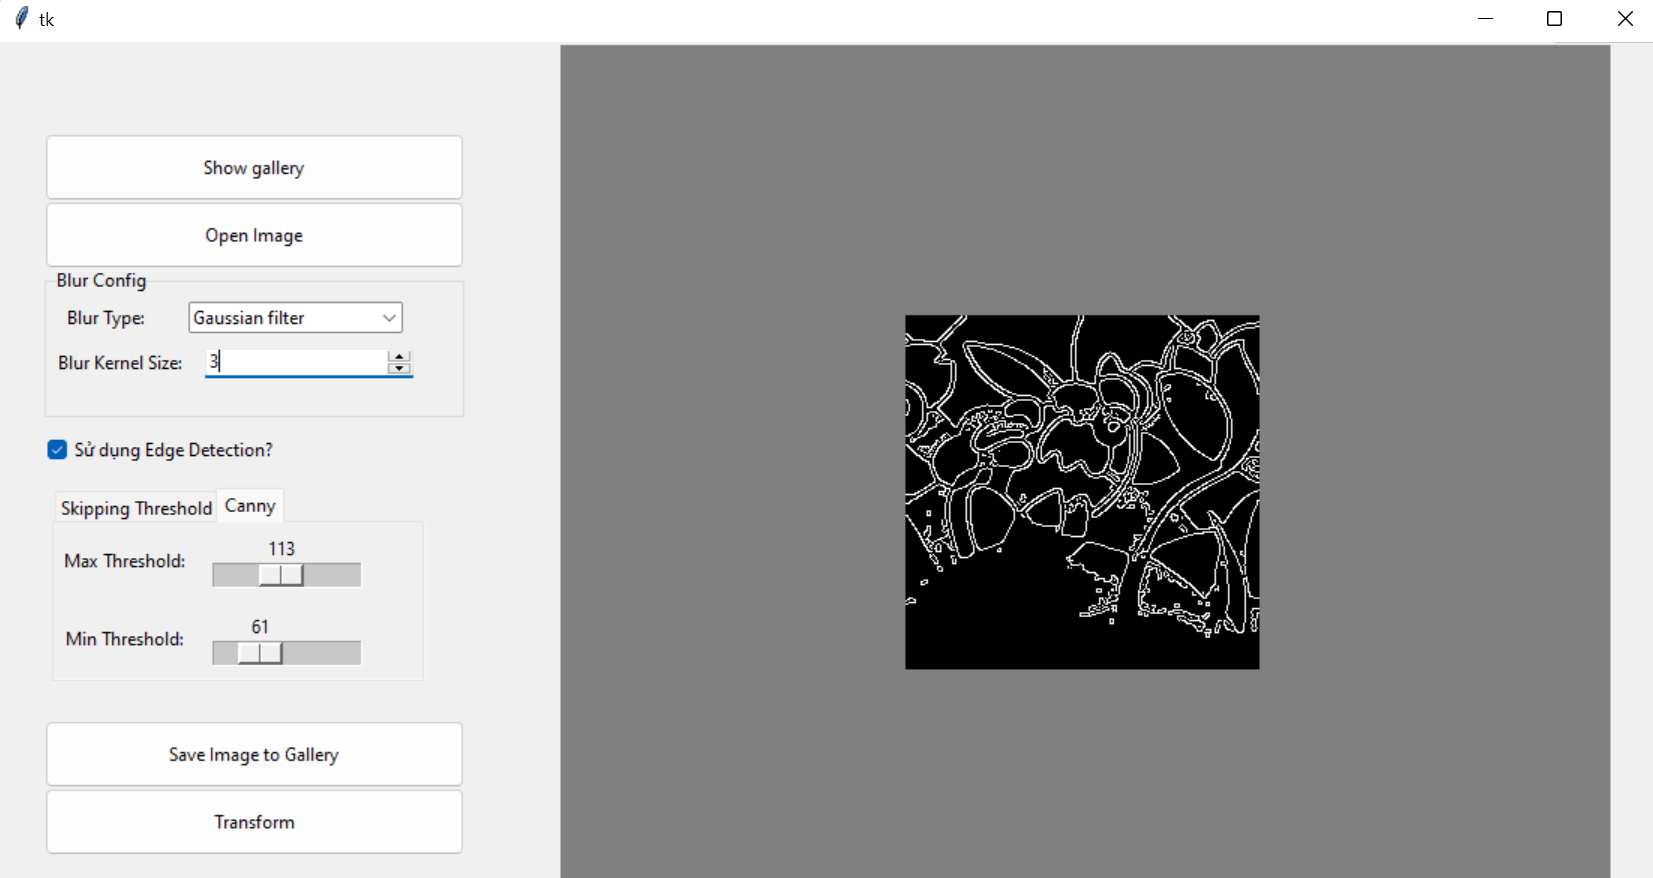 tk
Show gallery
Open Image
Blur Config
Blur Type: Gaussian filter
Blur Kernel Size: 3
Sử dụng Edge Detection?
Skipping Threshold Canny
113
Max Threshold:
61
Min Threshold:
Save Image to Gallery
Transform